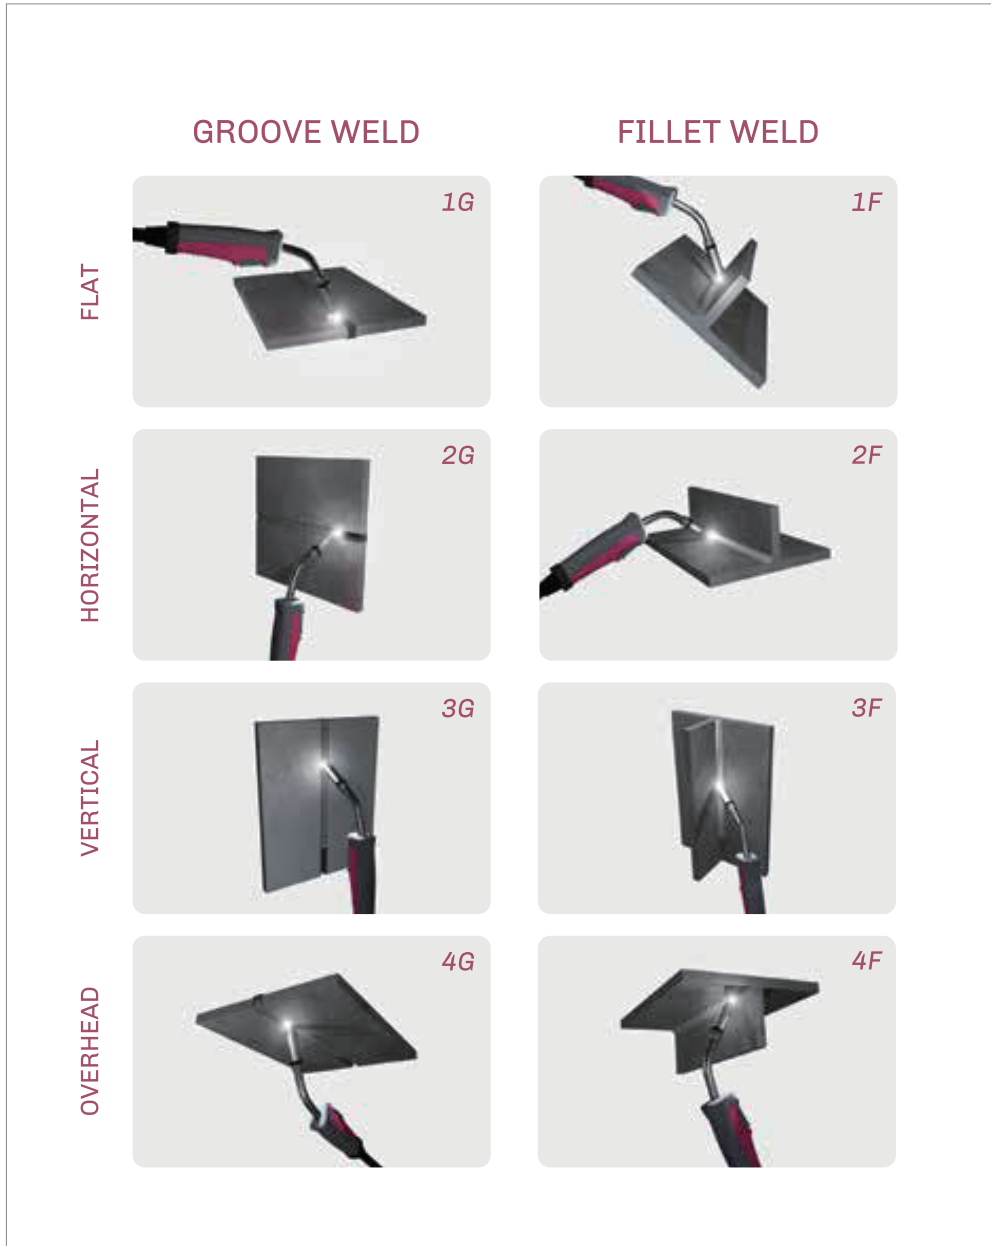 GROOVE WELD
FILLET WELD
FLAT
1G
1F
HORIZONTAL
2G
2F
VERTICAL
3G
3F
OVERHEAD
4G
4F